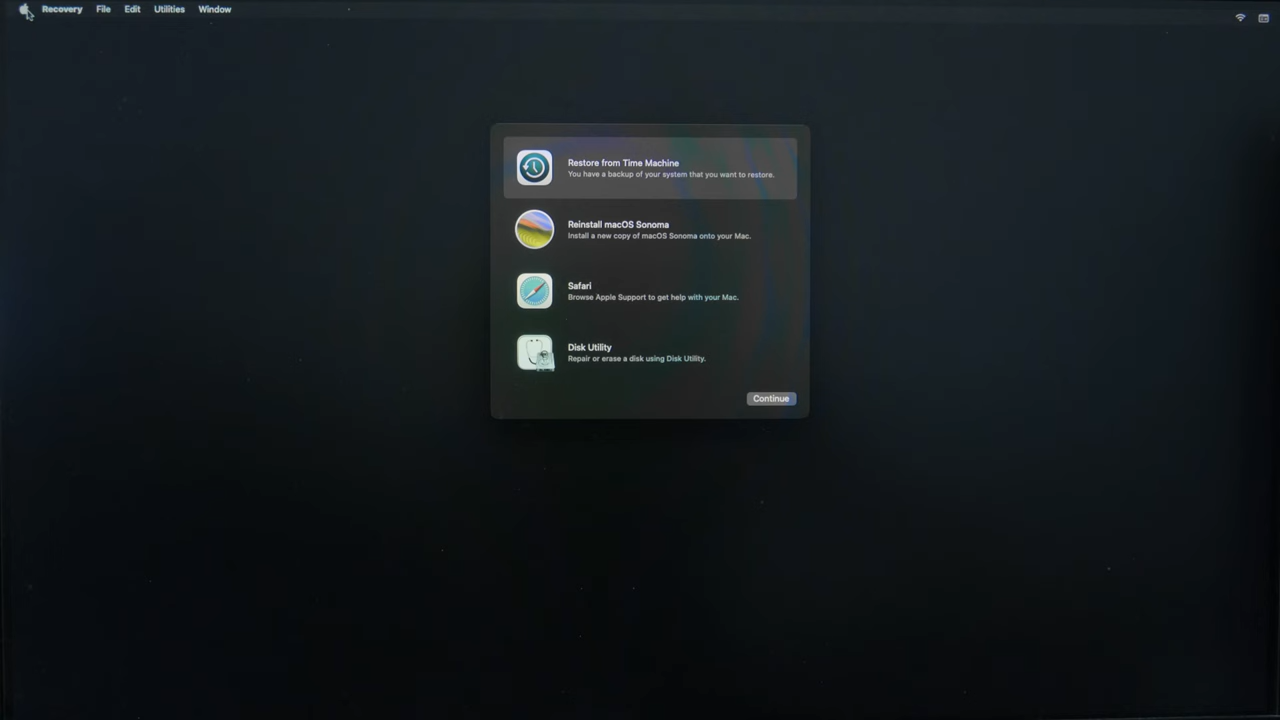 Recovery File Edit Utilities Window
Restore from Time Machine
You have a backup of your system that you want to restore.
Reinstall macOS Sonoma
Install a new copy of macOS Sonoma onto your Mac.
Safari
Browse Apple Support to get help with your Mac.
Disk Utility
Repair or erase a disk using Disk Utility.
Continue